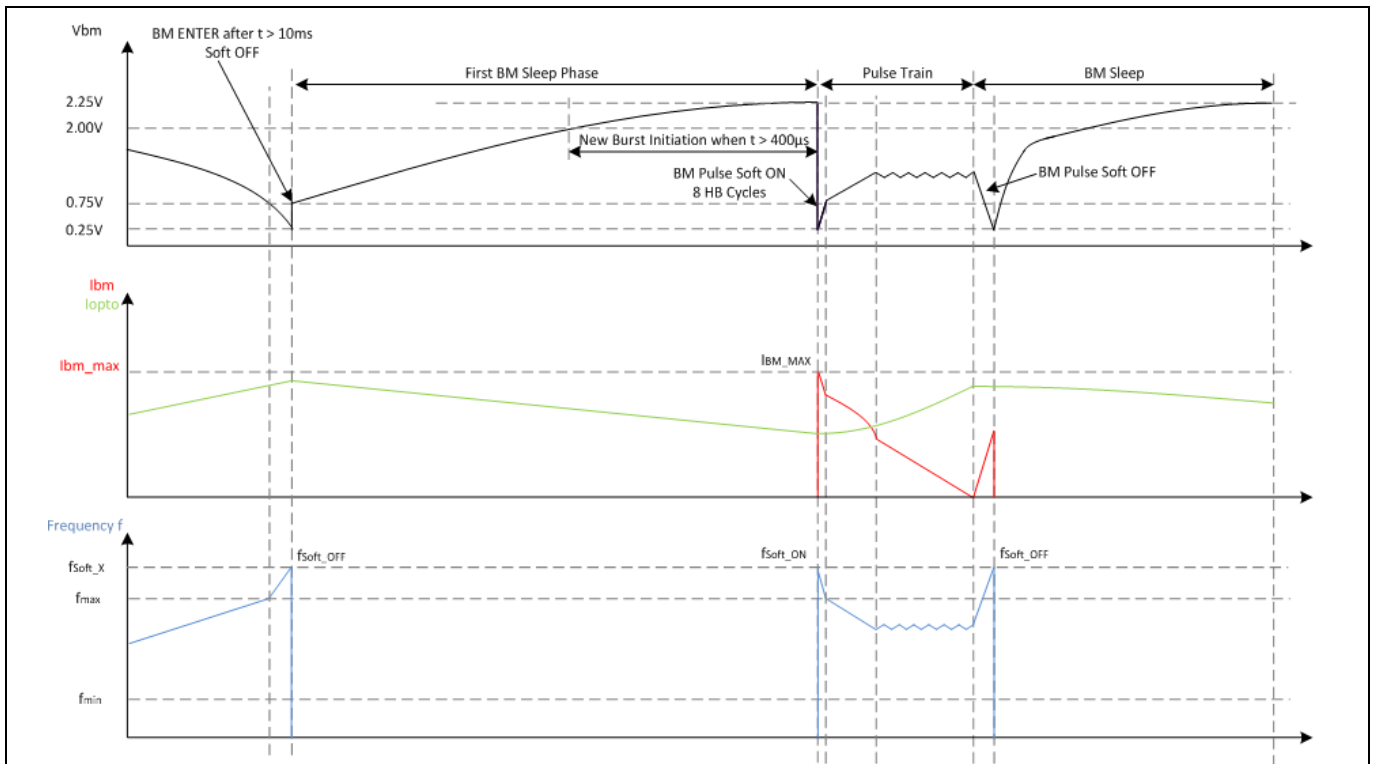 Vbm
BM ENTER after t > 10ms
Soft OFF
First BM Sleep Phase
Pulse Train
BM Sleep
2.25V
2.00V
New Burst Initiation when t > 400µs
BM Pulse Soft ON
8 HB Cycles
BM Pulse Soft OFF
0.75V
0.25V
Ibm
Iopto
Ibm_max
IBM_MAX
Frequency f
fSoft_OFF
fSoft_ON
fSoft_OFF
fSoft_X
fmax
fmin